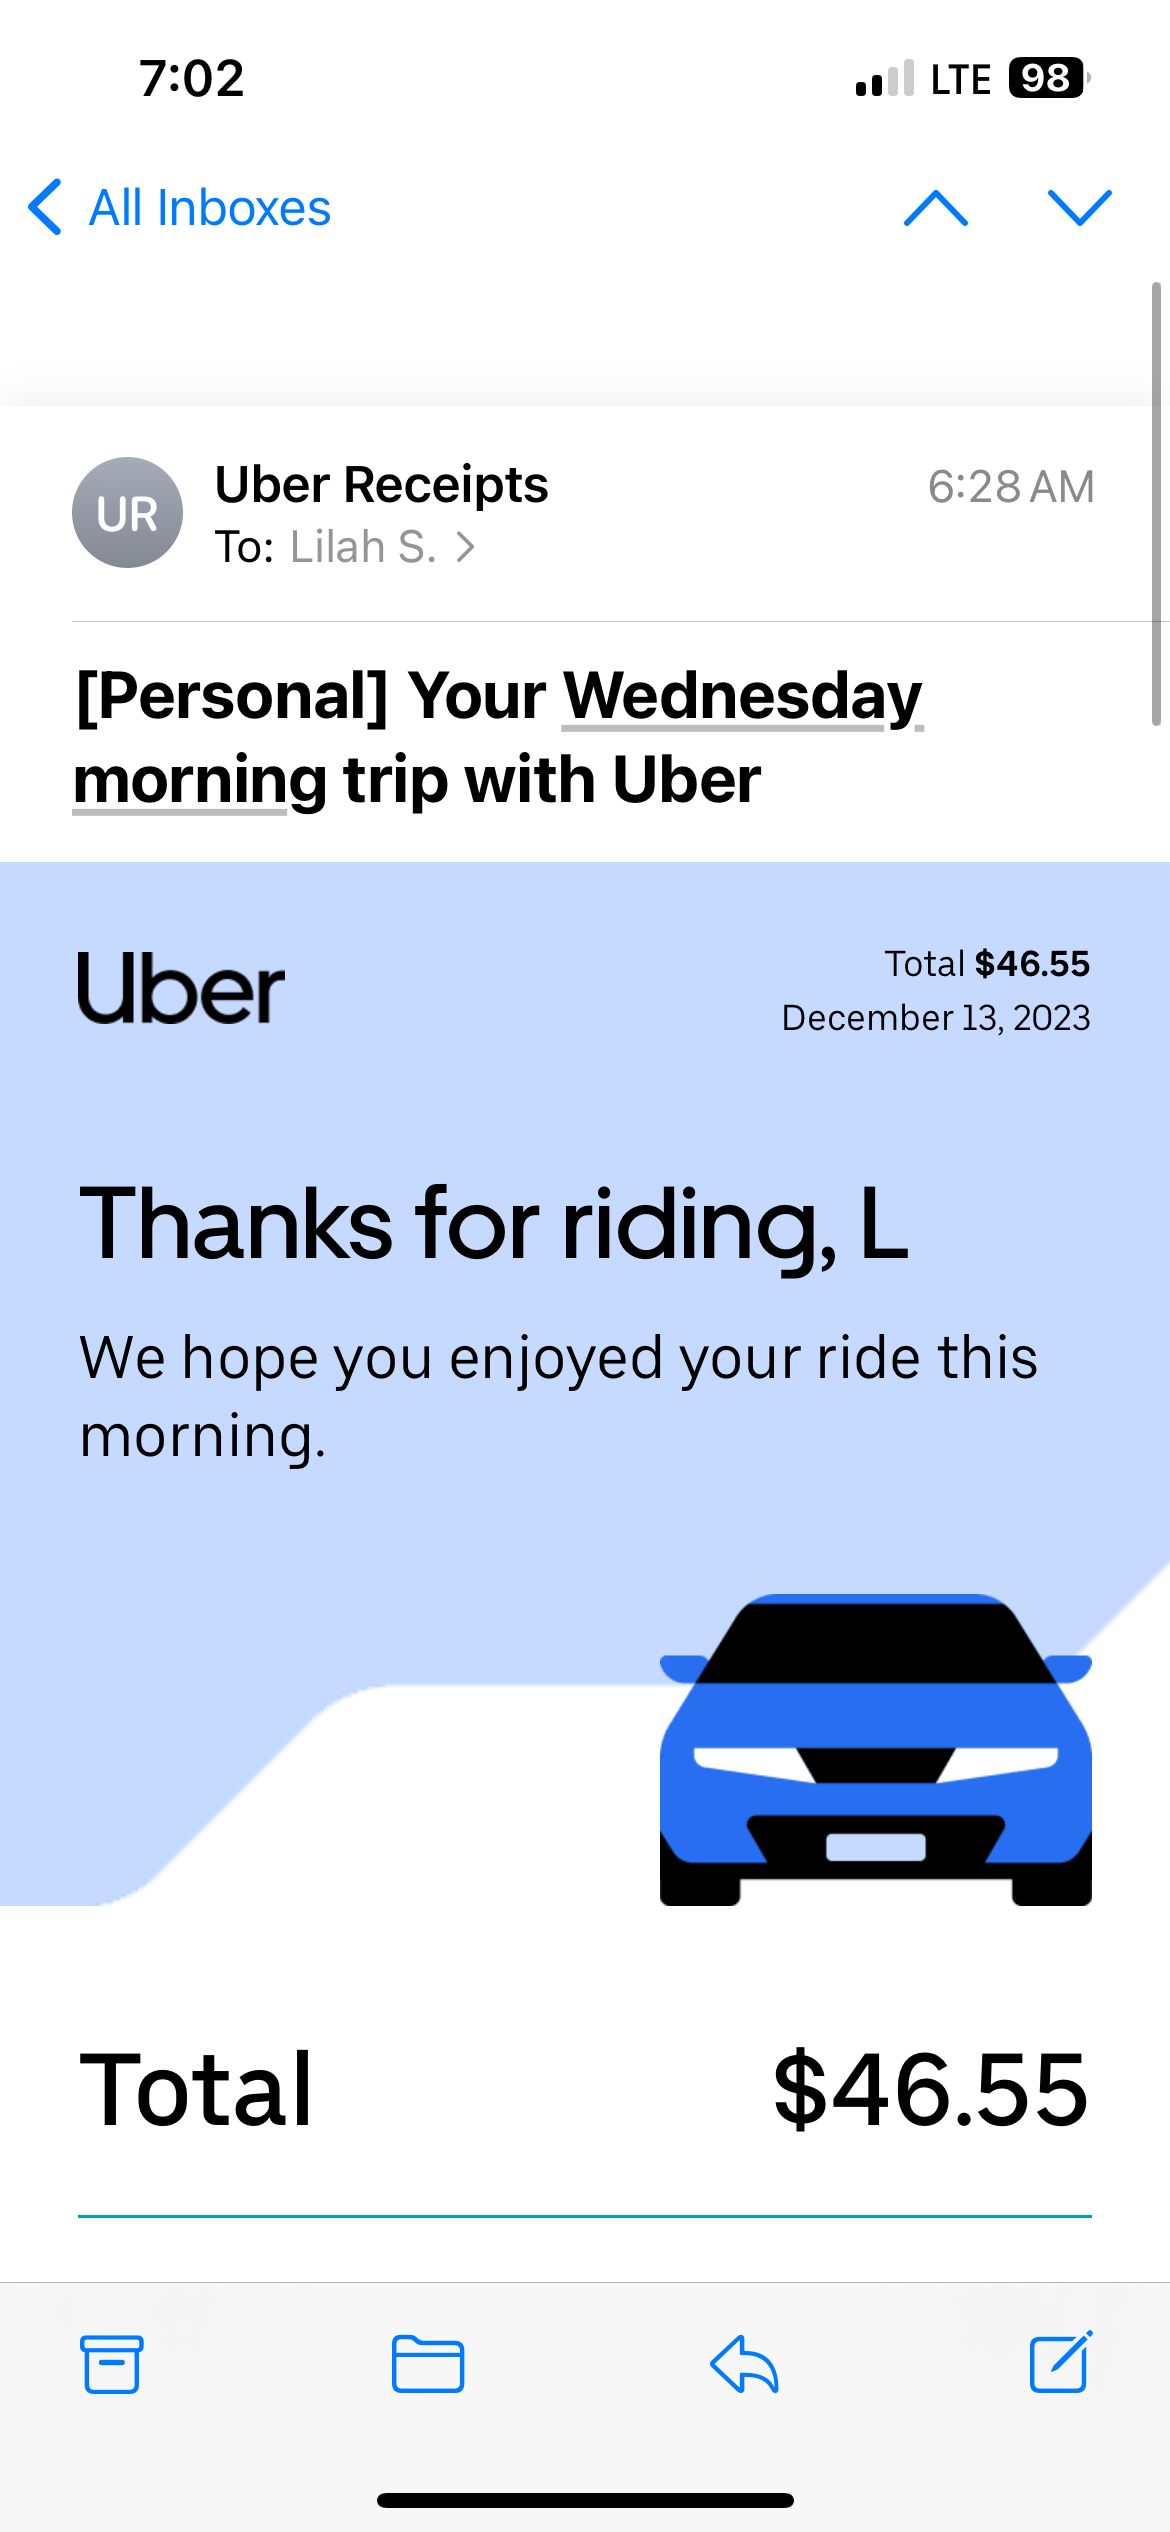 7:02 LTE 98
All Inboxes
UR
Uber Receipts 6:28 AM
To: Lilah S.
[Personal] Your Wednesday
morning trip with Uber
Uber
Total $46.55
December 13, 2023
Thanks for riding, L
We hope you enjoyed your ride this
morning.
Total $46.55